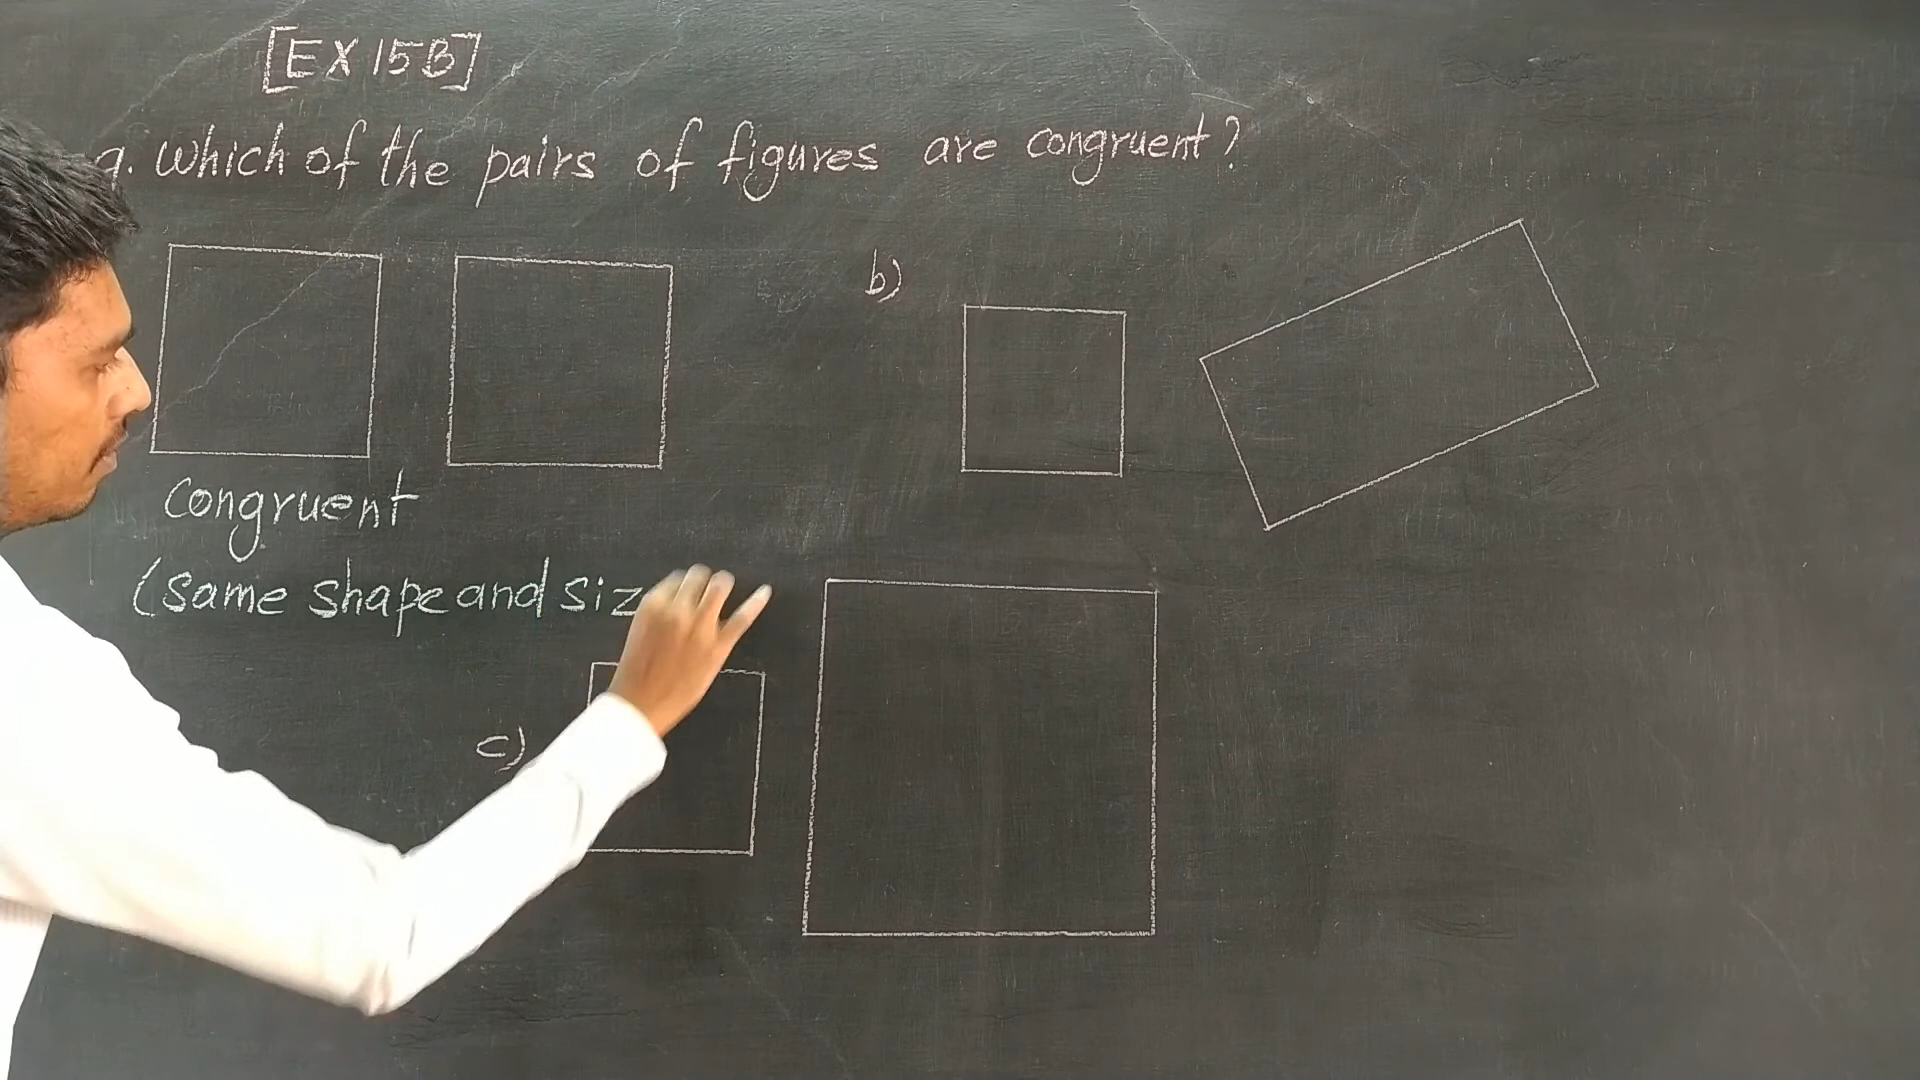 [EX 15B]
q. Which of the pairs of figures are congruent?
b)
congruent
(same shape and siz
c)